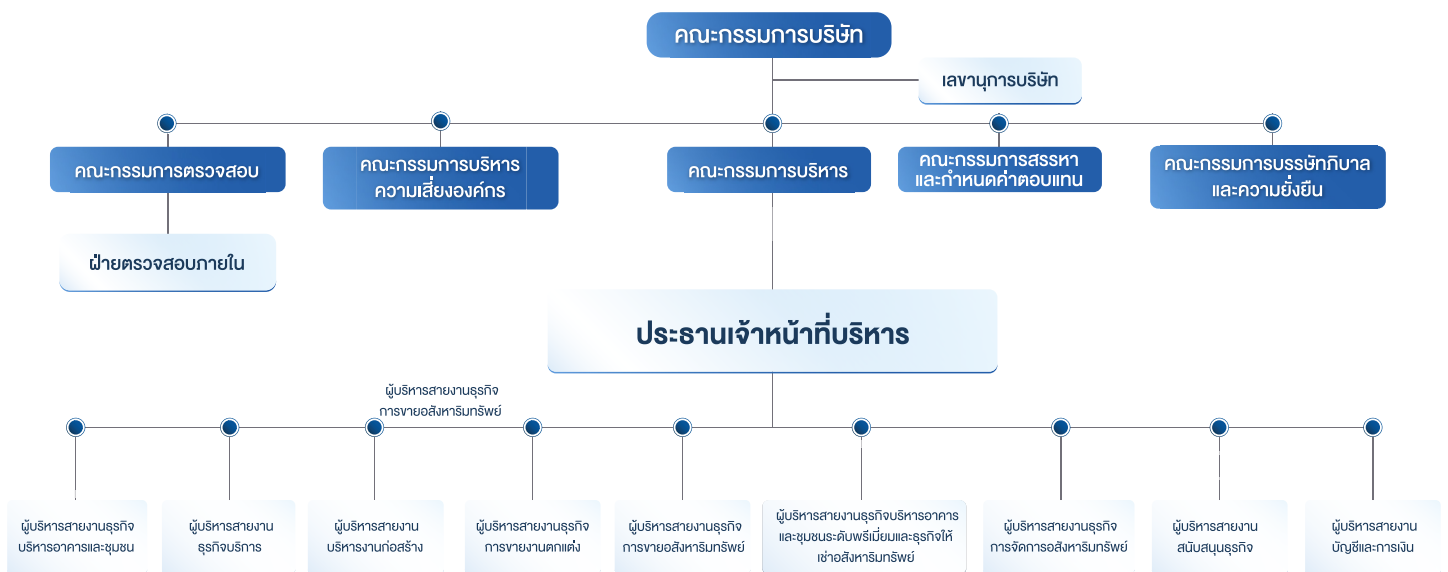 คณะกรรมการบริษัท
เลขานุการบริษัท
คณะกรรมการตรวจสอบ
คณะกรรมการบริหาร
ความเสี่ยงองค์กร
คณะกรรมการบริหาร
คณะกรรมการสรรหา
และกำหนดค่าตอบแทน
คณะกรรมการบรรษัทภิบาล
และความยั่งยืน
ฝ่ายตรวจสอบภายใน
ประธานเจ้าหน้าที่บริหาร
ผู้บริหารสายงานธุรกิจ
การขายอสังหาริมทรัพย์
ผู้บริหารสายงานธุรกิจ
บริหารอาคารและชุมชน
ผู้บริหารสายงาน
ธุรกิจบริการ
ผู้บริหารสายงาน
บริหารงานก่อสร้าง
ผู้บริหารสายงานธุรกิจ
การขายงานตกแต่ง
ผู้บริหารสายงานธุรกิจ
การขายอสังหาริมทรัพย์
ผู้บริหารสายงานธุรกิจบริหารอาคาร
และชุมชนระดับพรีเมี่ยมและธุรกิจให้
เช่าอสังหาริมทรัพย์
ผู้บริหารสายงานธุรกิจ
การจัดการอสังหาริมทรัพย์
ผู้บริหารสายงาน
สนับสนุนธุรกิจ
ผู้บริหารสายงาน
บัญชีและการเงิน